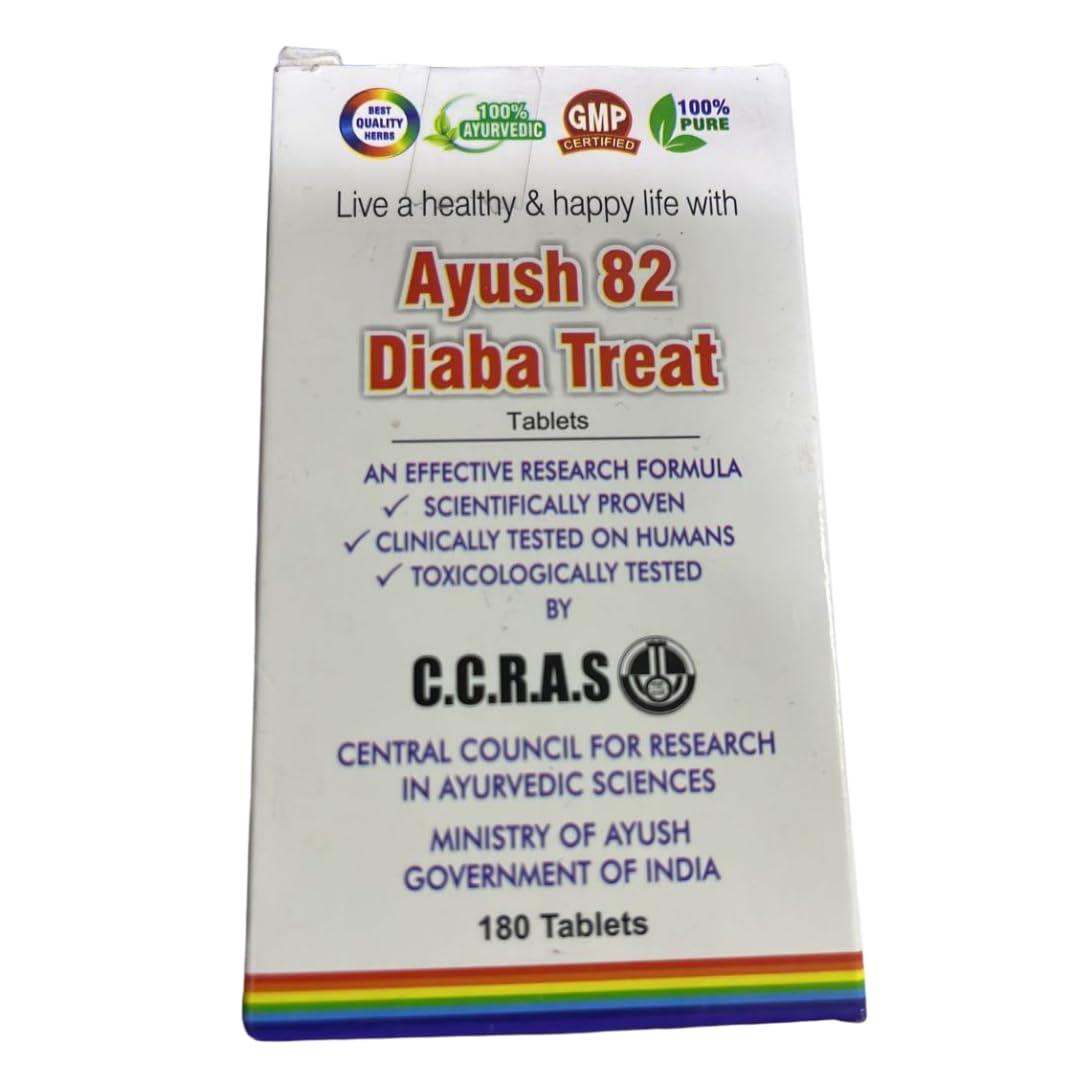 BEST
QUALITY
HERBS
100%
AYURVEDIC
GMP
CERTIFIED
100%
PURE
Live a healthy & happy life with
Ayush 82
Diaba Treat
Tablets
AN EFFECTIVE RESEARCH FORMULA
✓ SCIENTIFICALLY PROVEN
✓ CLINICALLY TESTED ON HUMANS
✓ TOXICOLOGICALLY TESTED
BY
C.C.R.A.S
CENTRAL COUNCIL FOR RESEARCH
IN AYURVEDIC SCIENCES
MINISTRY OF AYUSH
GOVERNMENT OF INDIA
180 Tablets